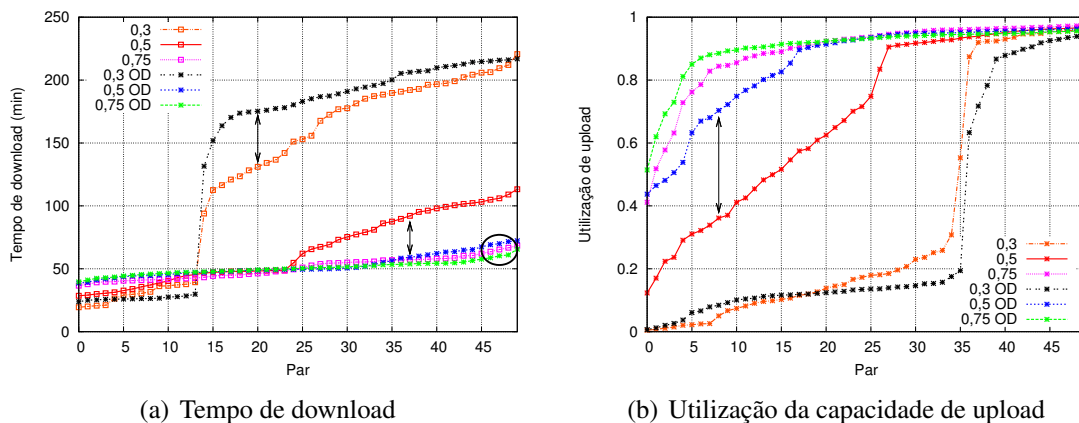 250
200
150
100
50
0
Tempo de download (min)
0,3
0,5
0,75
0,3 OD
0,5 OD
0,75 OD
0 5 10 15 20 25 30 35 40 45
Par
(a) Tempo de download
1
0.8
0.6
0.4
0.2
0
Utilização de upload
0,3
0,5
0,75
0,3 OD
0,5 OD
0,75 OD
0 5 10 15 20 25 30 35 40 45
Par
(b) Utilização da capacidade de upload